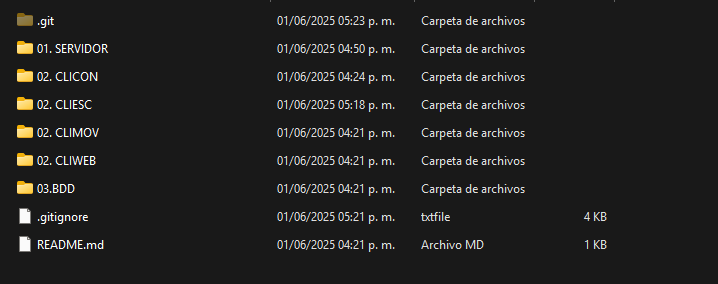 .git 01/06/2025 05:23 p. m. Carpeta de archivos
01. SERVIDOR 01/06/2025 04:50 p. m. Carpeta de archivos
02. CLICON 01/06/2025 04:24 p. m. Carpeta de archivos
02. CLIESC 01/06/2025 05:18 p. m. Carpeta de archivos
02. CLIMOV 01/06/2025 04:21 p. m. Carpeta de archivos
02. CLIWEB 01/06/2025 04:21 p. m. Carpeta de archivos
03.BDD 01/06/2025 04:21 p. m. Carpeta de archivos
.gitignore 01/06/2025 05:21 p. m. txtfile 4 KB
README.md 01/06/2025 04:21 p. m. Archivo MD 1 KB